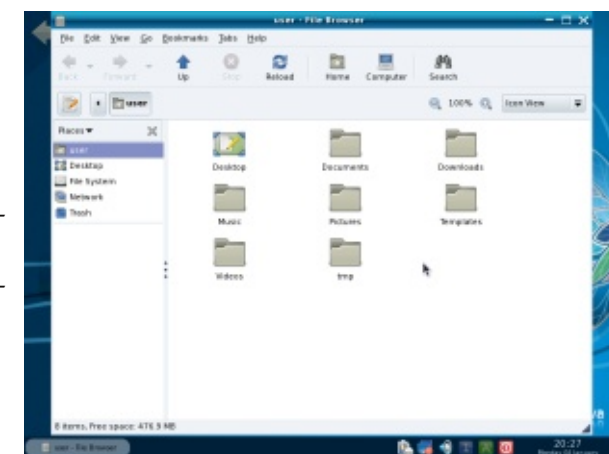 user - File Browser
File Edit View Go Bookmarks Tabs Help
Back Forward Up Stop Reload Home Computer Search
user 100% Icon View
Places
user
Desktop
File System
Network
Trash
Desktop Documents Downloads
Music Pictures Templates
Videos tmp
8 items, Free space: 476.9 MB
user - File Browser
20:27